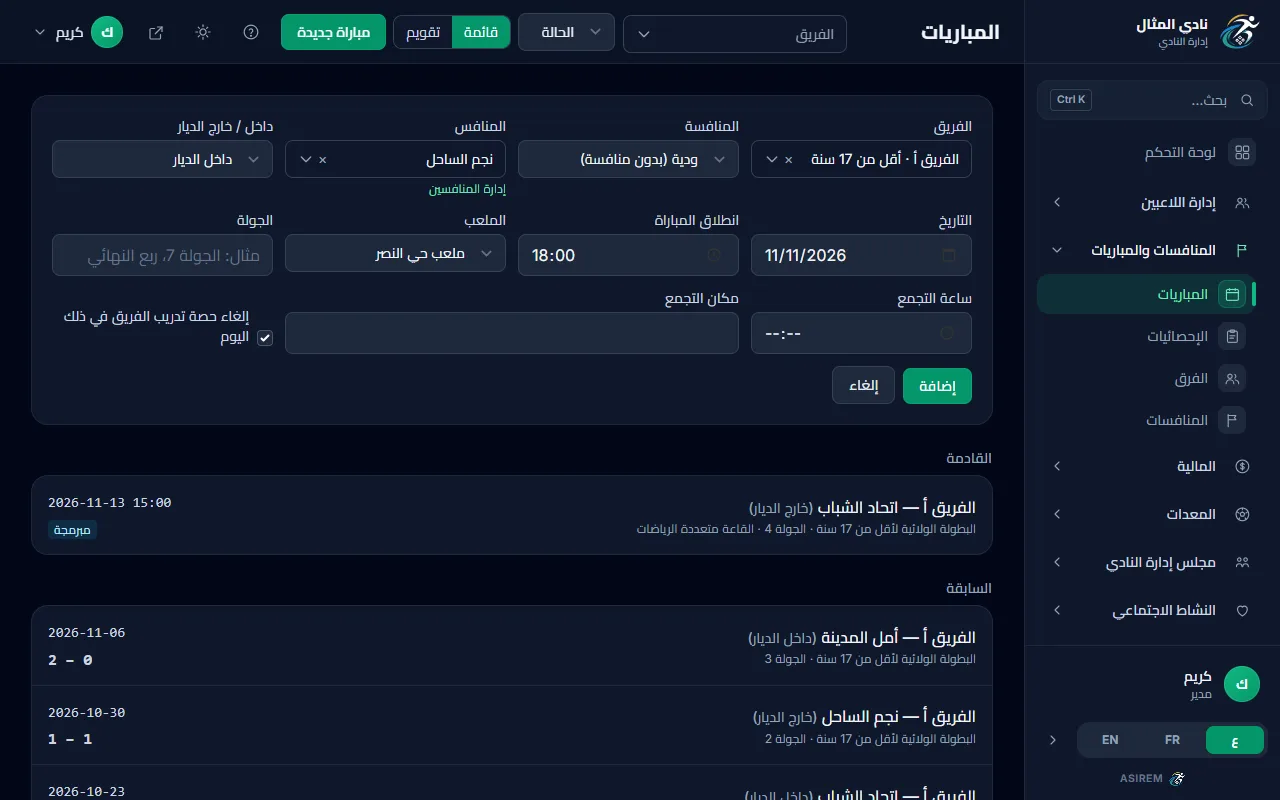 نادي المثال
إدارة النادي
بحث...
Ctrl K
لوحة التحكم
إدارة اللاعبين
المنافسات والمباريات
المباريات
الإحصائيات
الفرق
المنافسات
المالية
المعدات
مجلس إدارة النادي
النشاط الاجتماعي
ك
كريم
مدير
ع
FR
EN
ASIREM
المباريات
الفريق
الحالة
قائمة
تقويم
مباراة جديدة
ك
كريم
الفريق
المنافسة
المنافس
داخل / خارج الديار
الفريق أ · أقل من 17 سنة
ودية (بدون منافسة)
نجم الساحل
داخل الديار
إدارة المنافسين
التاريخ
انطلاق المباراة
الملعب
الجولة
11/11/2026
18:00
ملعب حي النصر
مثال: الجولة 7، ربع النهائي
ساعة التجمع
مكان التجمع
--:--
إلغاء حصة تدريب الفريق في ذلك
اليوم
إضافة
إلغاء
القادمة
الفريق أ — اتحاد الشباب (خارج الديار)
2026-11-13 15:00
البطولة الولائية لأقل من 17 سنة · الجولة 4 · القاعة متعددة الرياضات
مبرمجة
السابقة
الفريق أ — أمل المدينة (داخل الديار)
2026-11-06
البطولة الولائية لأقل من 17 سنة · الجولة 3
2 – 0
الفريق أ — نجم الساحل (خارج الديار)
2026-10-30
البطولة الولائية لأقل من 17 سنة · الجولة 2
1 – 1
الفريق أ — اتحاد الشباب (داخل الديار)
2026-10-23